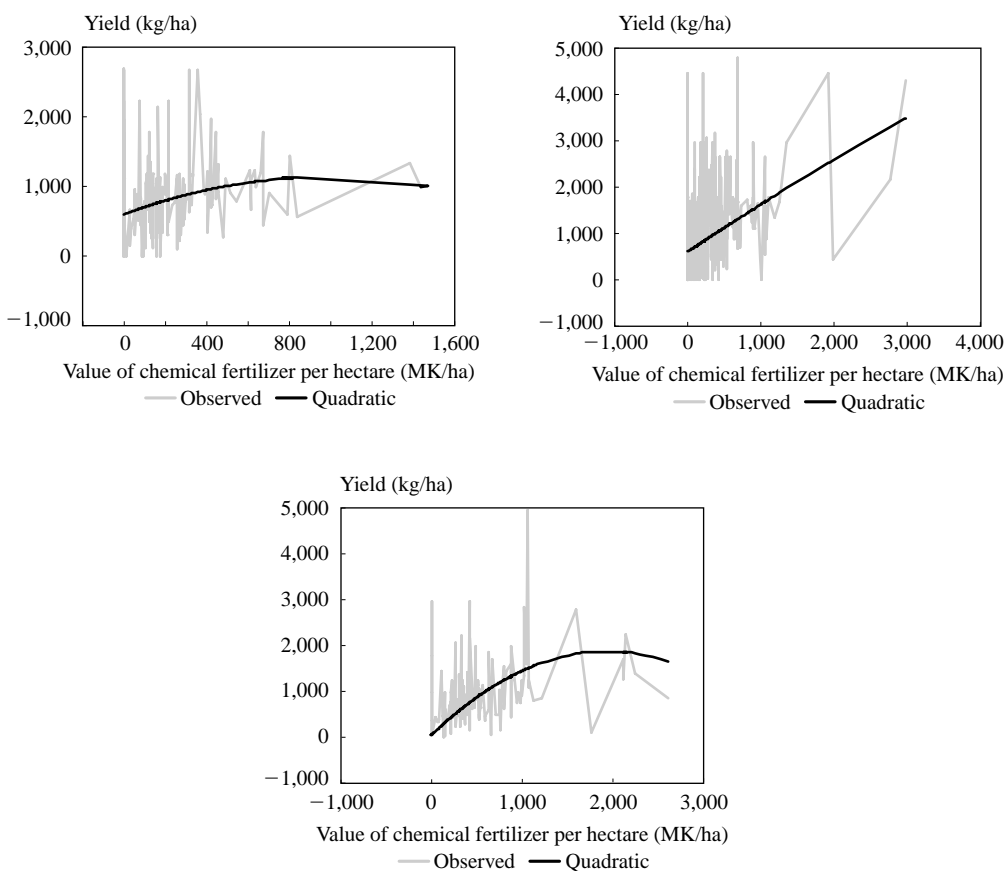 Yield (kg/ha)
3,000
2,000
1,000
0
−1,000
0 400 800 1,200 1,600
Value of chemical fertilizer per hectare (MK/ha)
Observed Quadratic
Yield (kg/ha)
5,000
4,000
3,000
2,000
1,000
0
−1,000
−1,000 0 1,000 2,000 3,000 4,000
Value of chemical fertilizer per hectare (MK/ha)
Observed Quadratic
Yield (kg/ha)
5,000
4,000
3,000
2,000
1,000
0
−1,000
−1,000 0 1,000 2,000 3,000
Value of chemical fertilizer per hectare (MK/ha)
Observed Quadratic